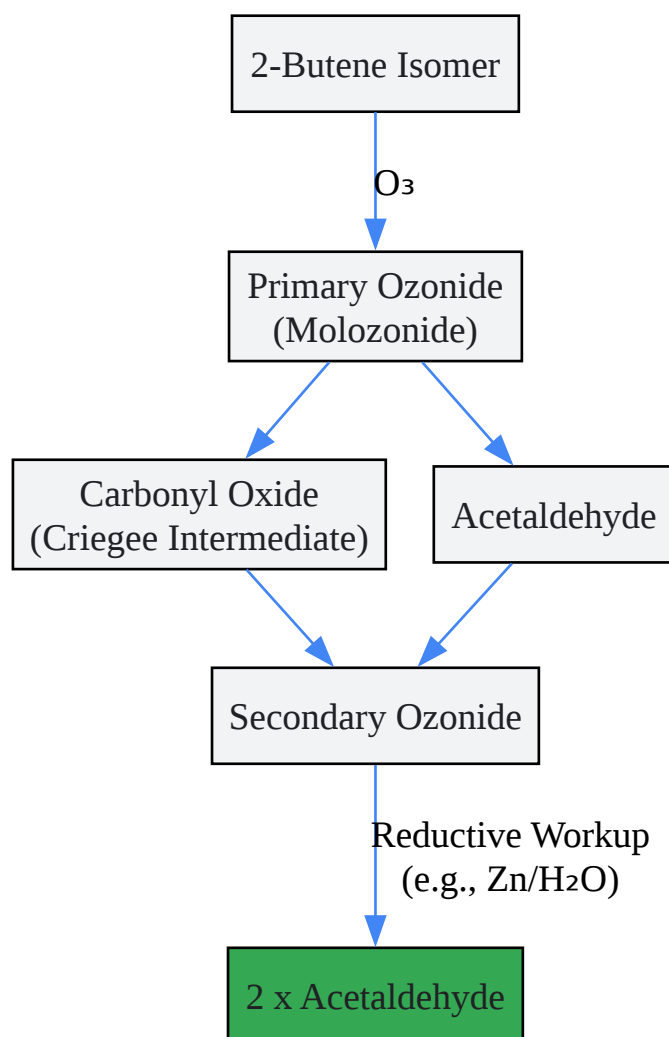 2-Butene Isomer
O₃
Primary Ozonide
(Molozonide)
Carbonyl Oxide
(Criegee Intermediate)
Acetaldehyde
Secondary Ozonide
Reductive Workup
(e.g., Zn/H₂O)
2 x Acetaldehyde